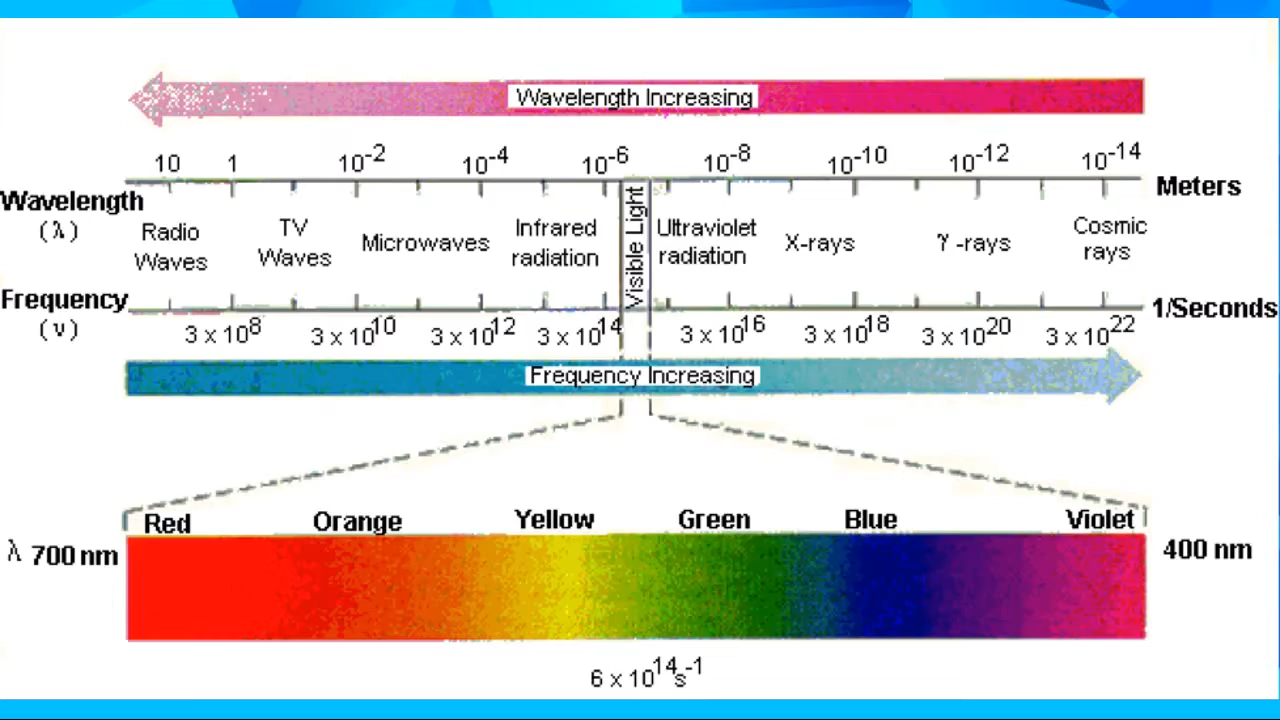 Wavelength Increasing
10 1 10⁻² 10⁻⁴ 10⁻⁶ 10⁻⁸ 10⁻¹⁰ 10⁻¹² 10⁻¹⁴
Wavelength
(λ)
Meters
Radio
Waves
TV
Waves
Microwaves
Infrared
radiation
Visible Light
Ultraviolet
radiation
X-rays
γ -rays
Cosmic
rays
Frequency
(ν)
1/Seconds
3 x 10⁸ 3 x 10¹⁰ 3 x 10¹² 3 x 10¹⁴ 3 x 10¹⁶ 3 x 10¹⁸ 3 x 10²⁰ 3 x 10²²
Frequency Increasing
Red Orange Yellow Green Blue Violet
λ 700 nm
400 nm
6 x 10¹⁴s⁻¹